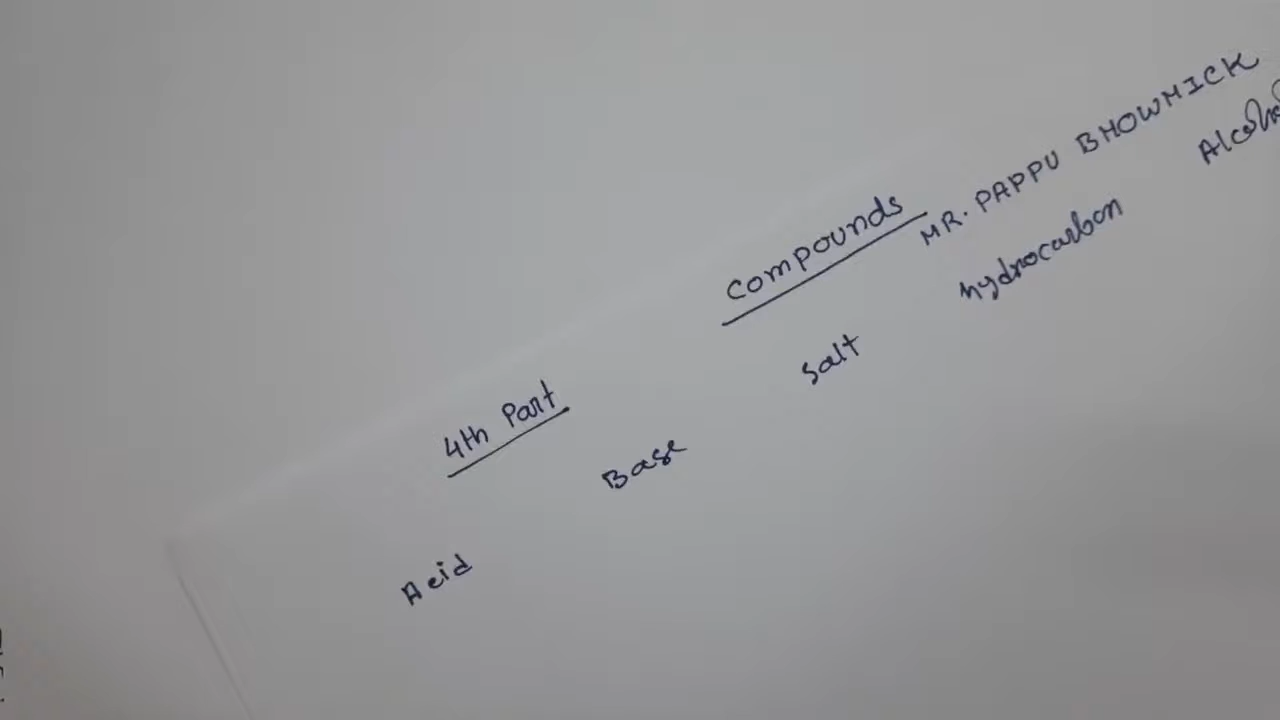 4th Part Compounds MR. PAPPU BHOWMICK
Acid Base Salt hydrocarbon